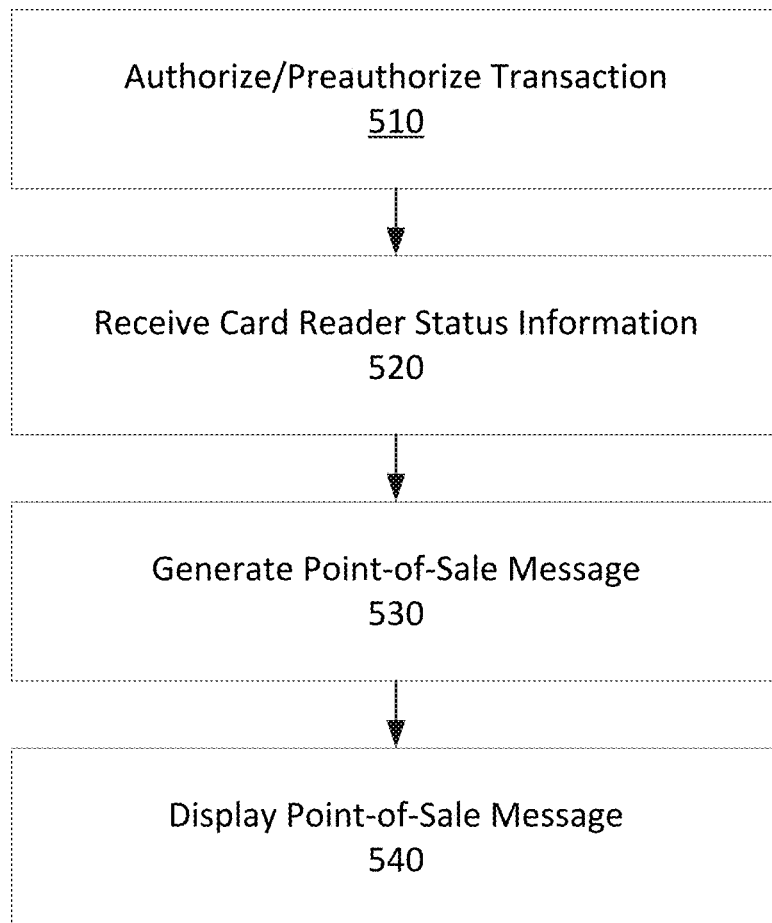 Authorize/Preauthorize Transaction
510
Receive Card Reader Status Information
520
Generate Point-of-Sale Message
530
Display Point-of-Sale Message
540